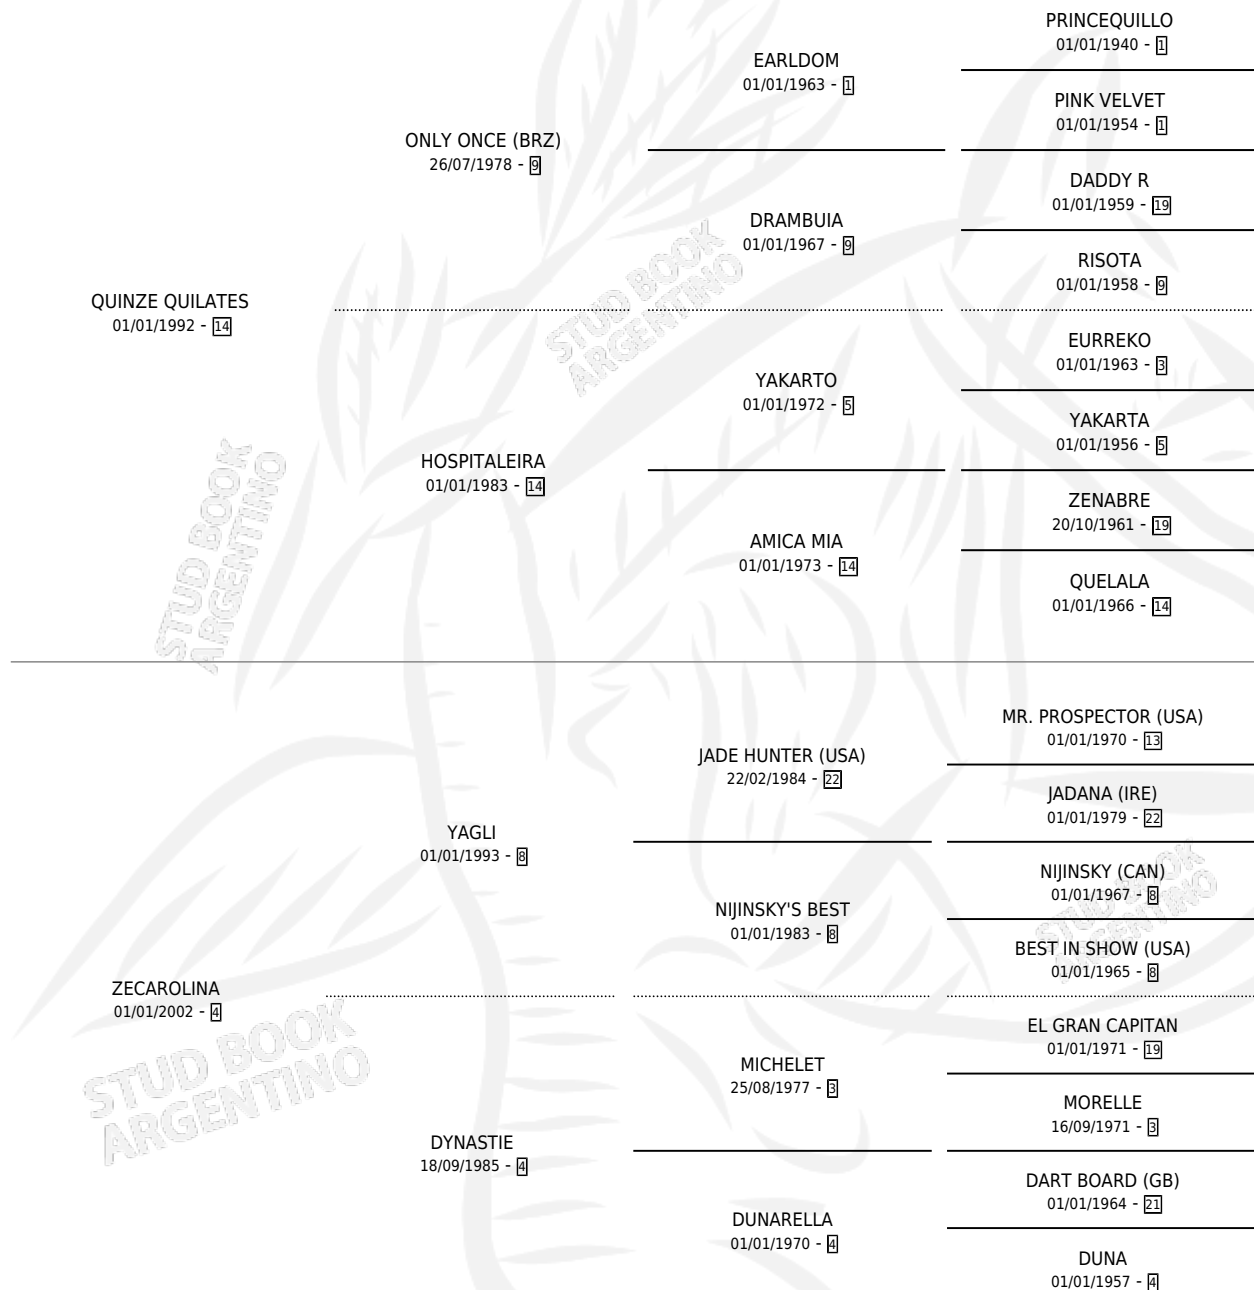 PRINCEQUILLO
01/01/1940 - 1
EARLDOM
01/01/1963 - 1
PINK VELVET
01/01/1954 - 1
ONLY ONCE (BRZ)
26/07/1978 - 9
DADDY R
01/01/1959 - 19
DRAMBUIA
01/01/1967 - 9
RISOTA
01/01/1958 - 9
QUINZE QUILATES
01/01/1992 - 14
EURREKO
01/01/1963 - 3
YAKARTO
01/01/1972 - 5
YAKARTA
01/01/1956 - 5
HOSPITALEIRA
01/01/1983 - 14
ZENABRE
20/10/1961 - 19
AMICA MIA
01/01/1973 - 14
QUELALA
01/01/1966 - 14
MR. PROSPECTOR (USA)
01/01/1970 - 13
JADE HUNTER (USA)
22/02/1984 - 22
JADANA (IRE)
01/01/1979 - 22
YAGLI
01/01/1993 - 8
NIJINSKY (CAN)
01/01/1967 - 8
NIJINSKY'S BEST
01/01/1983 - 8
BEST IN SHOW (USA)
01/01/1965 - 8
ZECAROLINA
01/01/2002 - 4
EL GRAN CAPITAN
01/01/1971 - 19
MICHELET
25/08/1977 - 3
MORELLE
16/09/1971 - 3
DYNASTIE
18/09/1985 - 4
DART BOARD (GB)
01/01/1964 - 21
DUNARELLA
01/01/1970 - 4
DUNA
01/01/1957 - 4
STUD BOOK
ARGENTINO
STUD BOOK
ARGENTINO
STUD BOOK
ARGENTINO
STUD BOOK
ARGENTINO